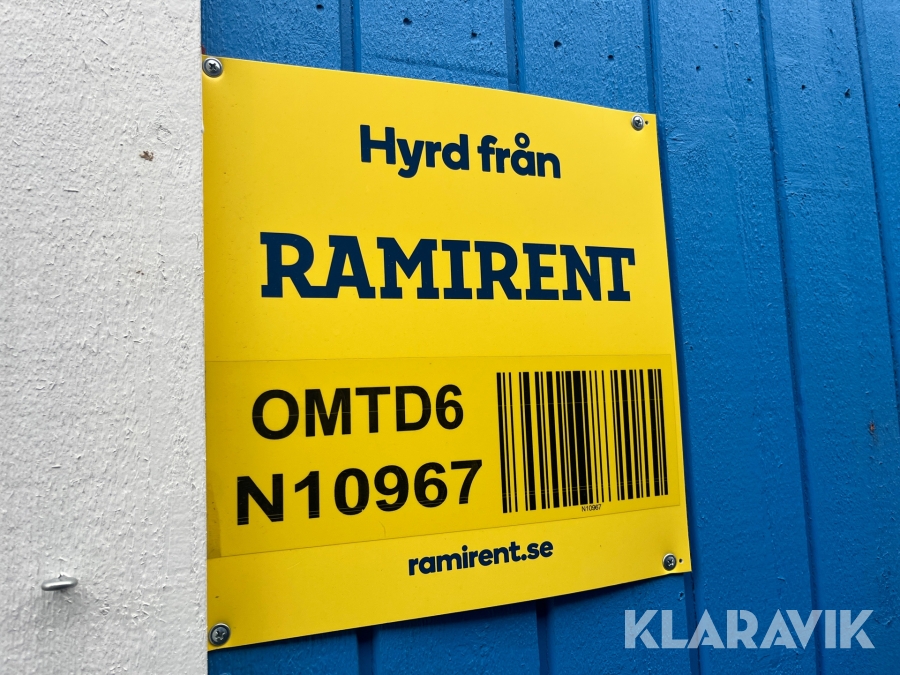 Hyrd från
RAMIRENT
OMTD6
N10967
N10967
ramirent.se
KLARAVIK